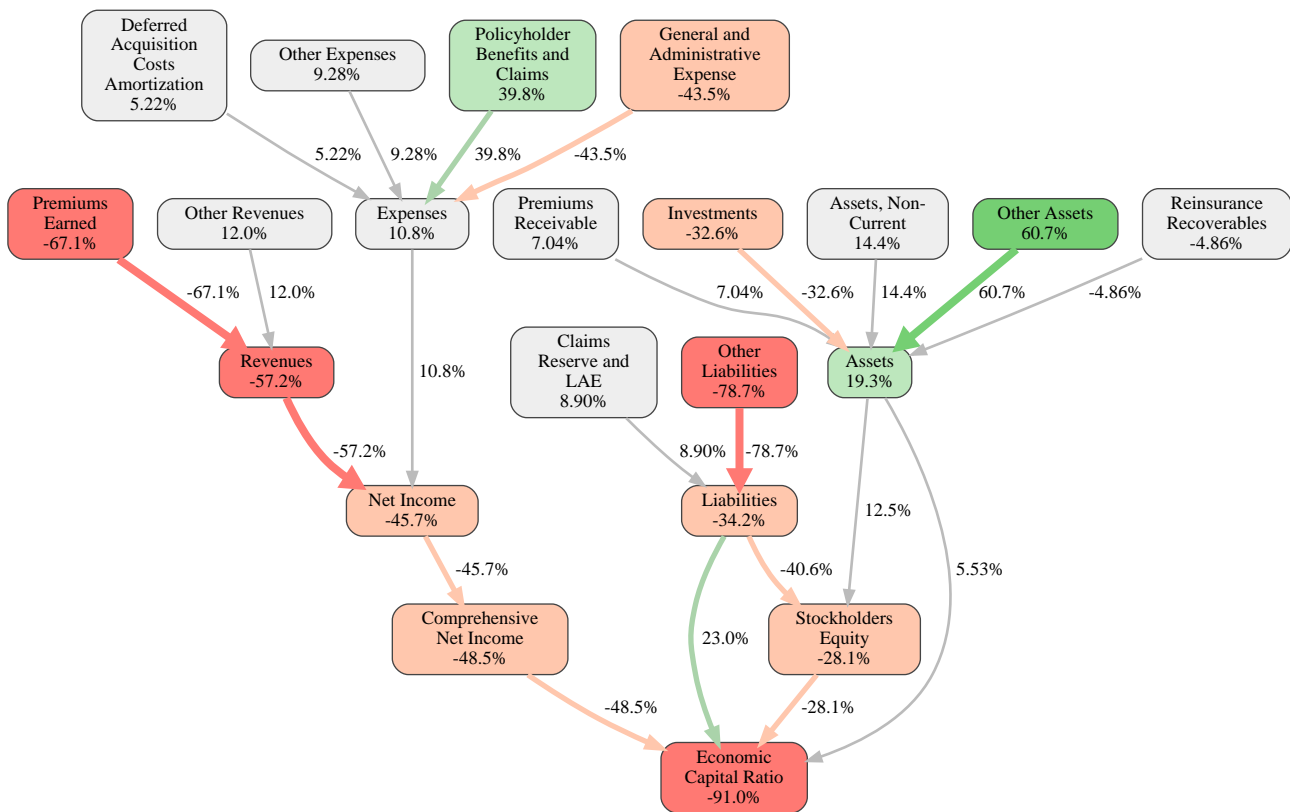 Deferred
Acquisition
Costs
Amortization
5.22%
Other Expenses
9.28%
Policyholder
Benefits and
Claims
39.8%
General and
Administrative
Expense
-43.5%
5.22%
9.28%
39.8%
-43.5%
Premiums
Earned
-67.1%
Other Revenues
12.0%
Expenses
10.8%
Premiums
Receivable
7.04%
Investments
-32.6%
Assets, Non-
Current
14.4%
Other Assets
60.7%
Reinsurance
Recoverables
-4.86%
-67.1%
12.0%
7.04%
-32.6%
14.4%
60.7%
-4.86%
Revenues
-57.2%
10.8%
Claims
Reserve and
LAE
8.90%
Other
Liabilities
-78.7%
Assets
19.3%
-57.2%
8.90%
-78.7%
Net Income
-45.7%
Liabilities
-34.2%
12.5%
5.53%
-45.7%
-40.6%
Comprehensive
Net Income
-48.5%
23.0%
Stockholders
Equity
-28.1%
-48.5%
-28.1%
Economic
Capital Ratio
-91.0%